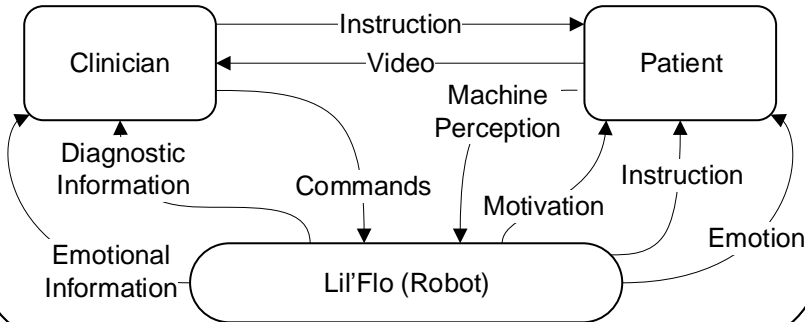 Instruction
Clinician
Video
Patient
Machine
Perception
Diagnostic
Information
Commands
Instruction
Motivation
Emotional
Information
Emotion
Lil'Flo (Robot)